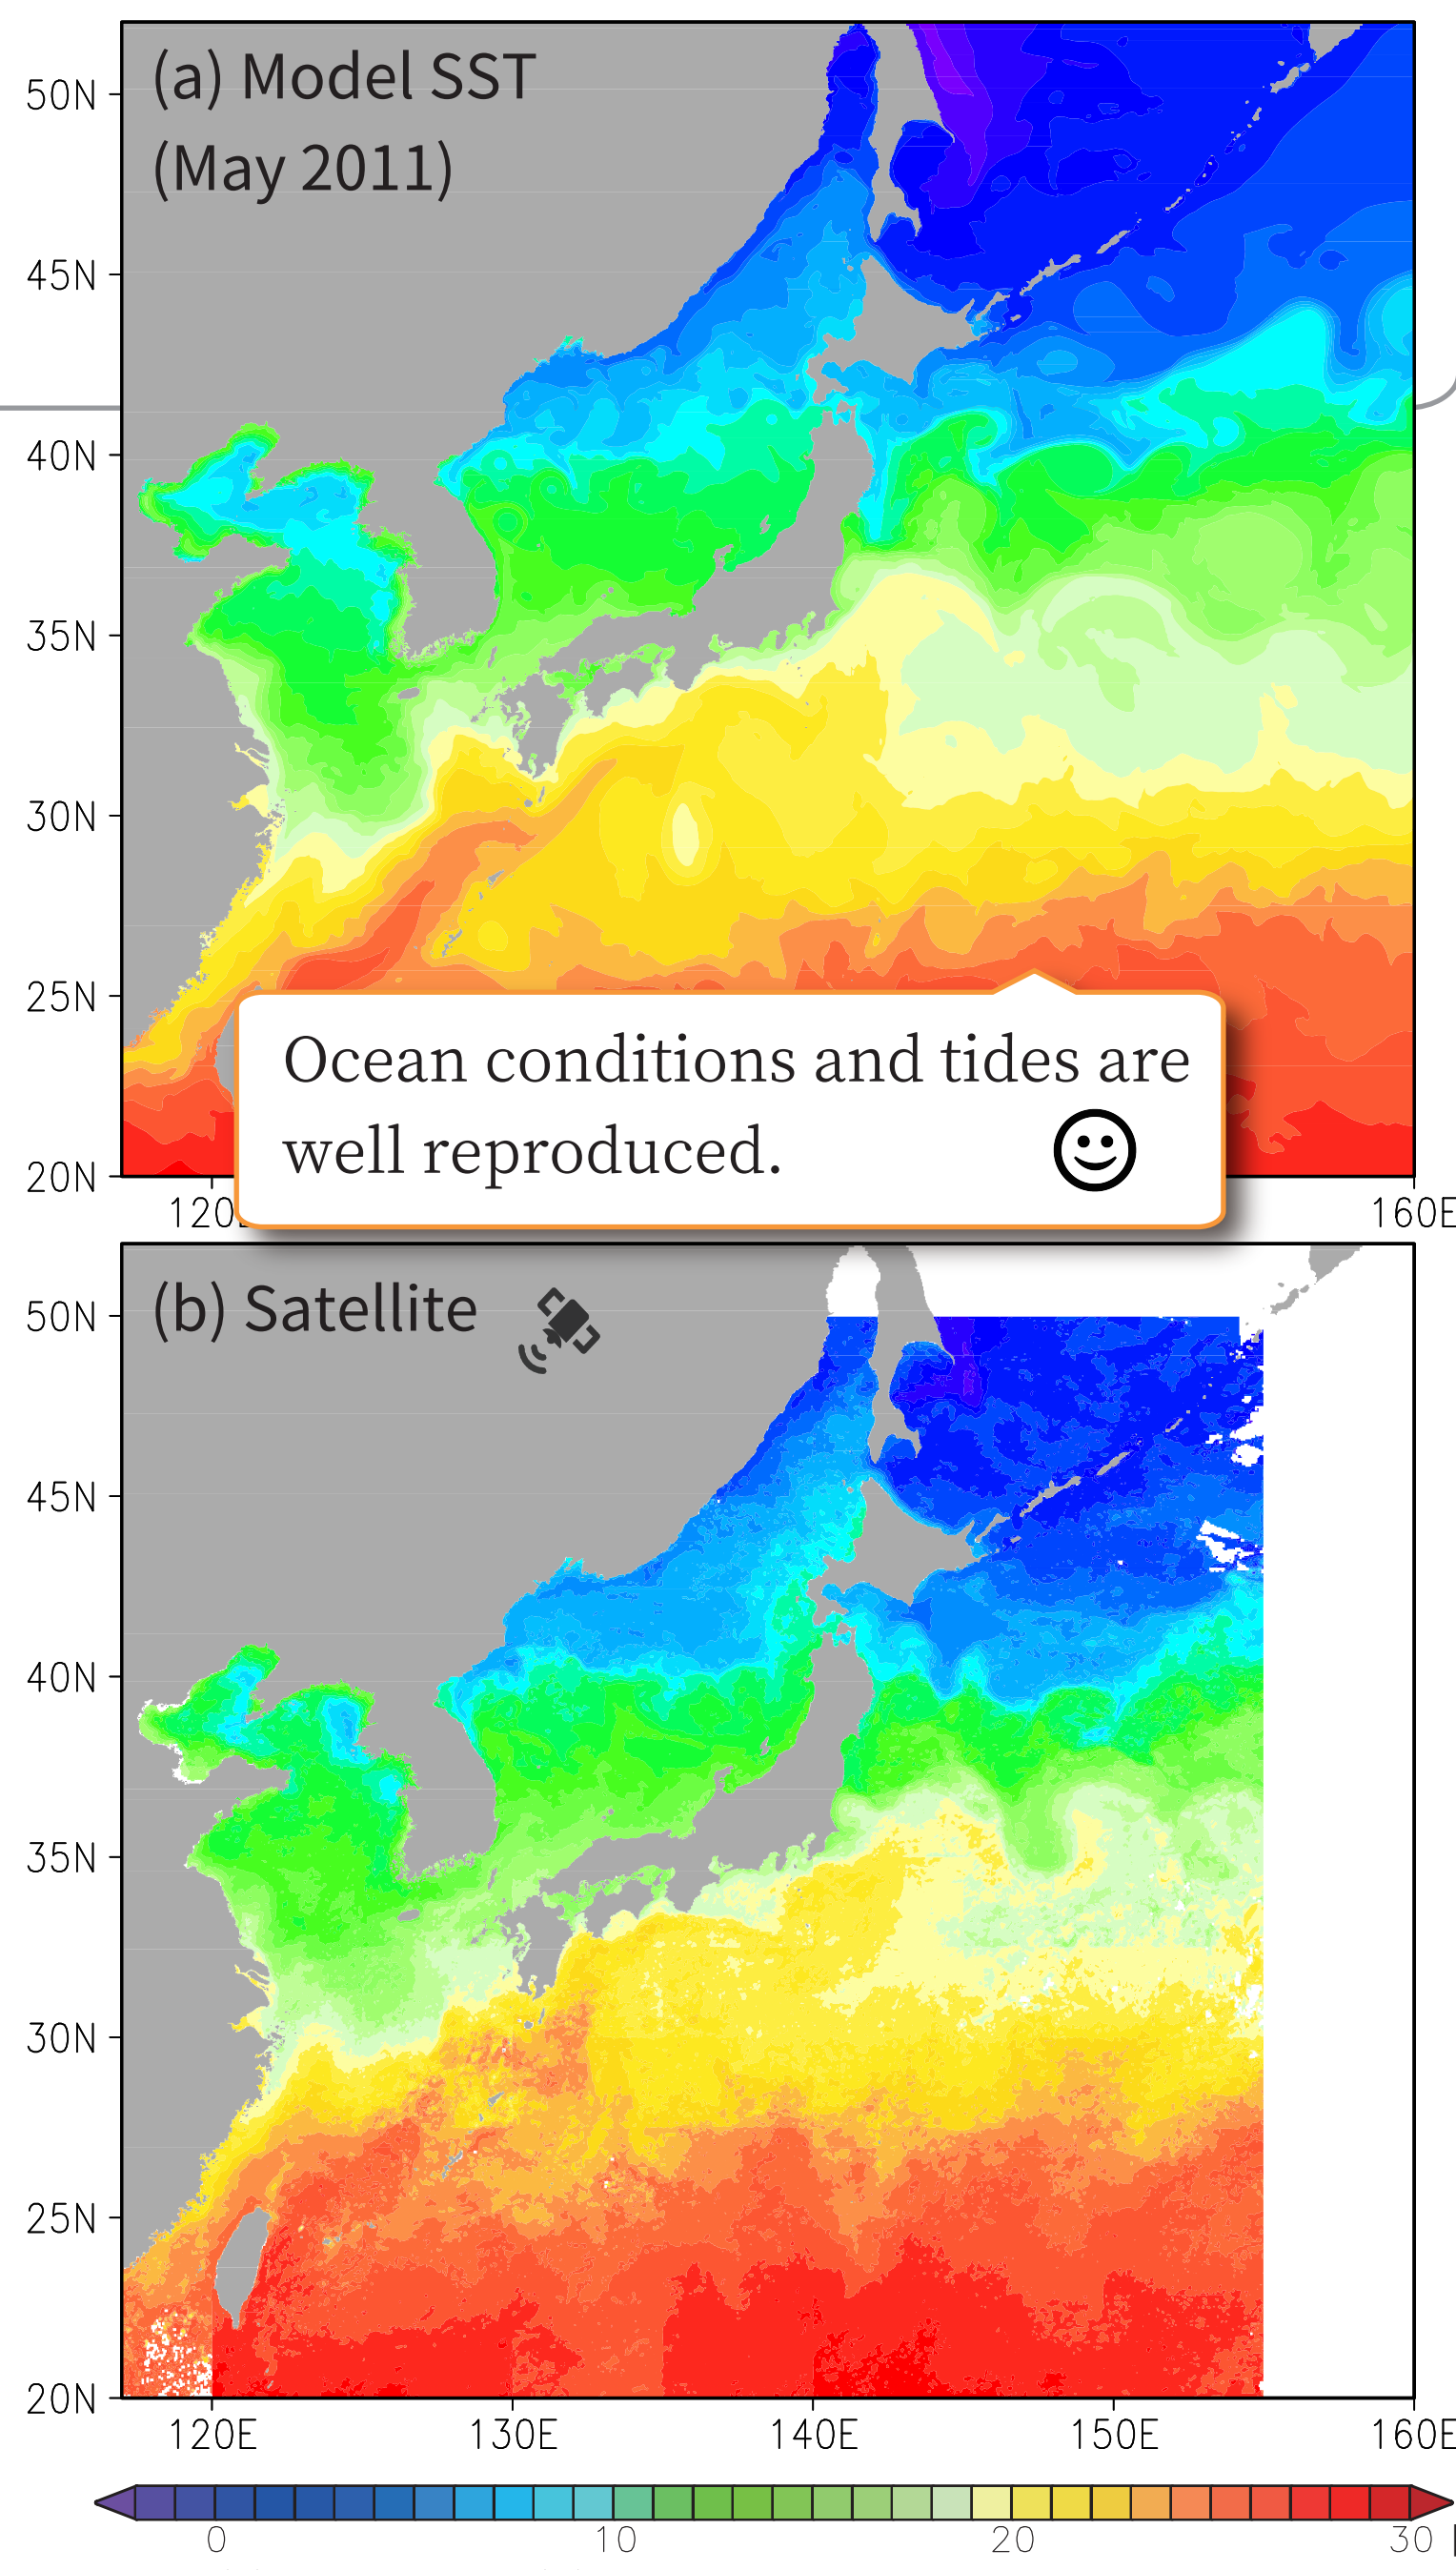 (a) Model SST
(May 2011)
50N
45N
40N
35N
30N
25N
20N
160E
Ocean conditions and tides are
well reproduced.
(b) Satellite
50N
45N
40N
35N
30N
25N
20N
120E 130E 140E 150E 160E
0 10 20 30